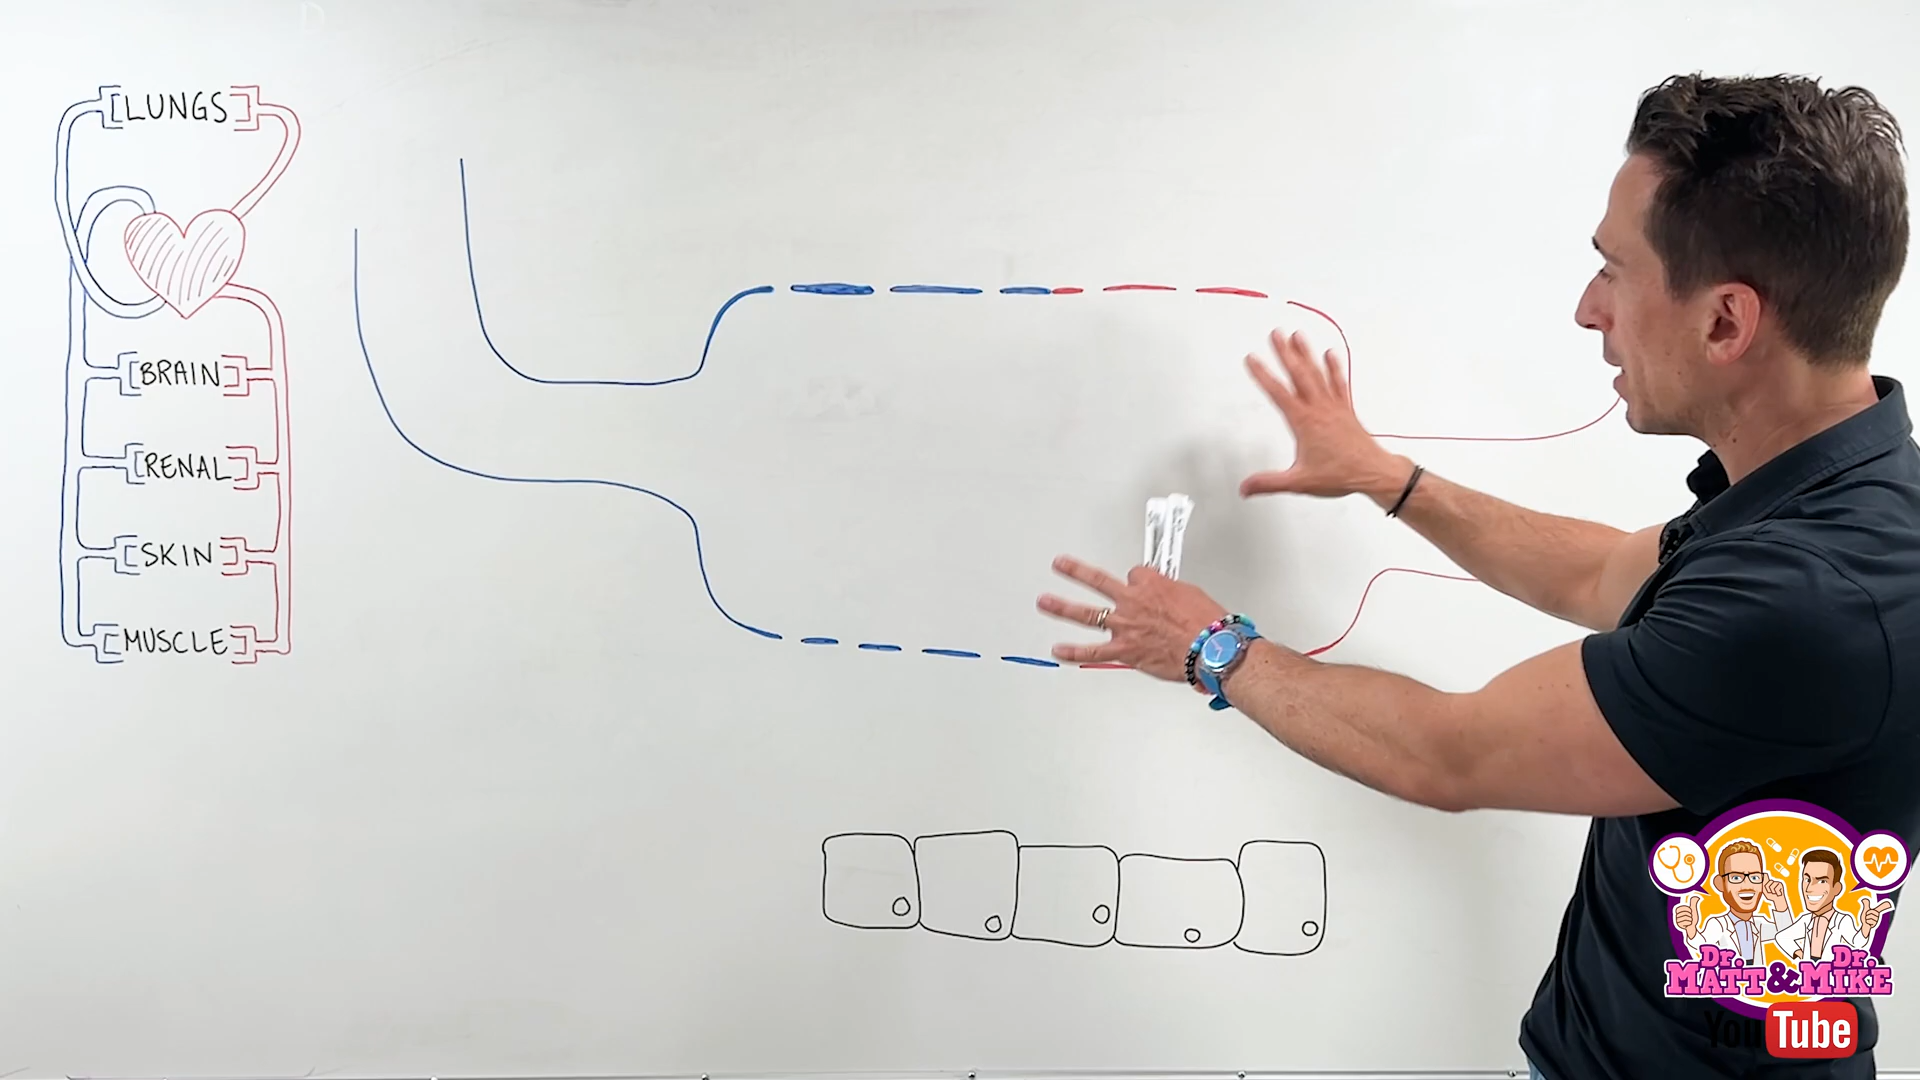 LUNGS
BRAIN
RENAL
SKIN
MUSCLE
Dr. Dr.
MATT & MIKE
YouTube